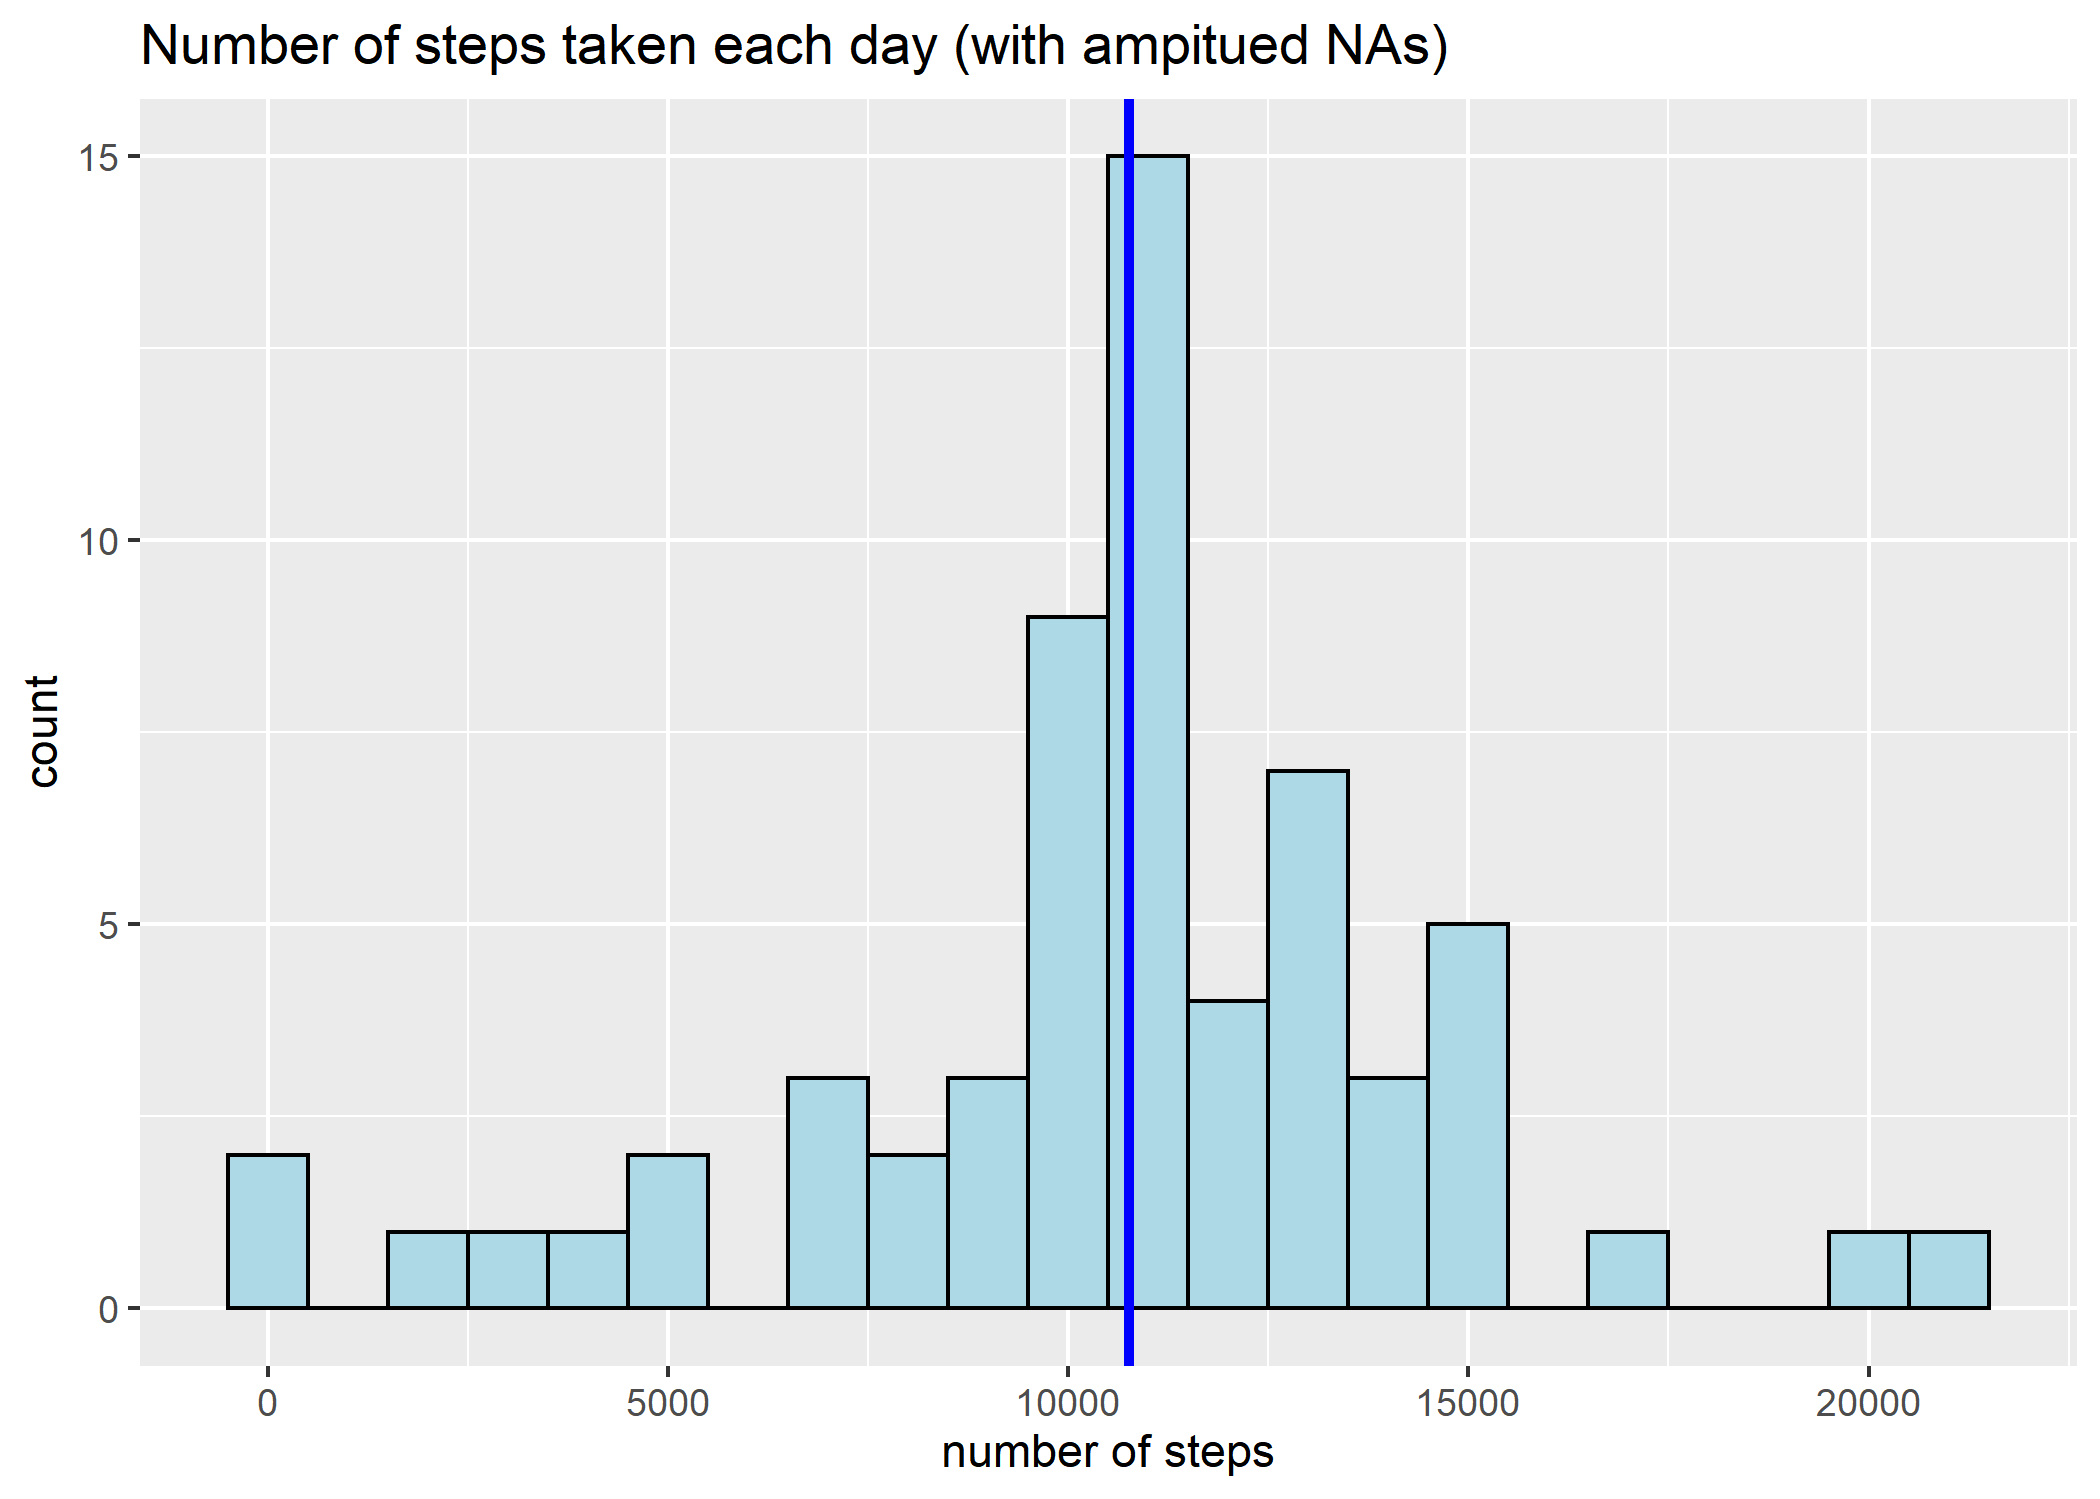 Number of steps taken each day (with ampitued NAs)
15
10
5
0
count
0 5000 10000 15000 20000
number of steps